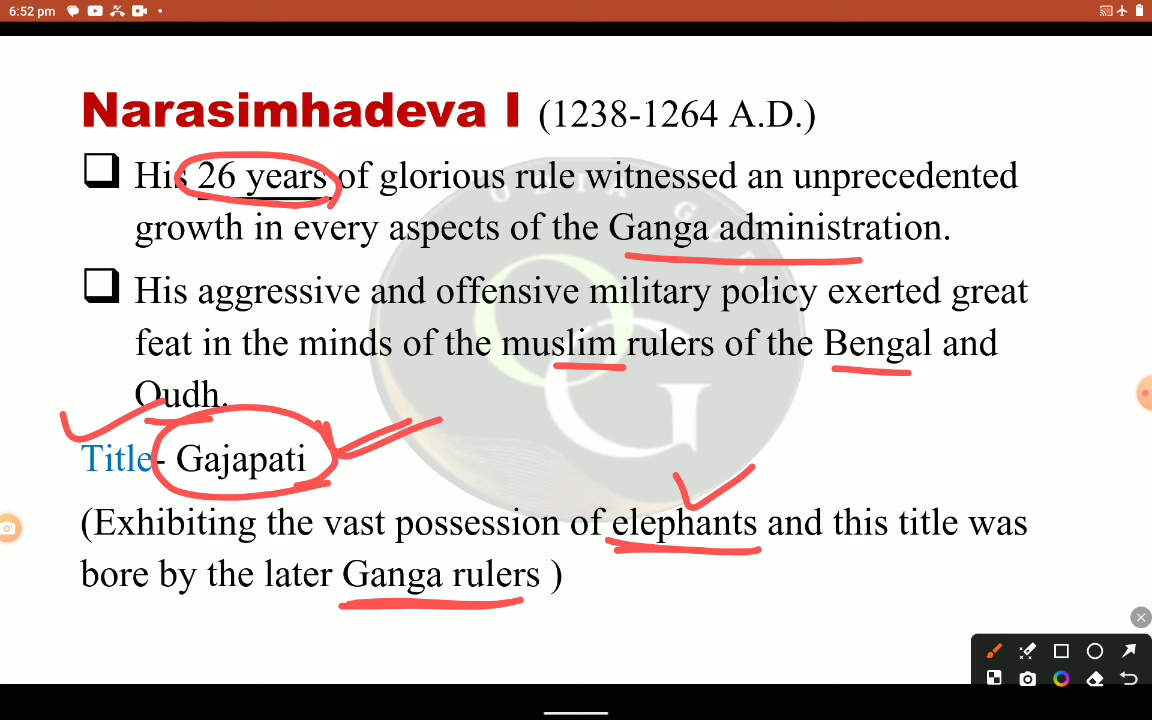 6:52 pm
Narasimhadeva I (1238-1264 A.D.)
His 26 years of glorious rule witnessed an unprecedented
growth in every aspects of the Ganga administration.
His aggressive and offensive military policy exerted great
feat in the minds of the muslim rulers of the Bengal and
Oudh.
Title- Gajapati
(Exhibiting the vast possession of elephants and this title was
bore by the later Ganga rulers )
ODIA GURU
OG